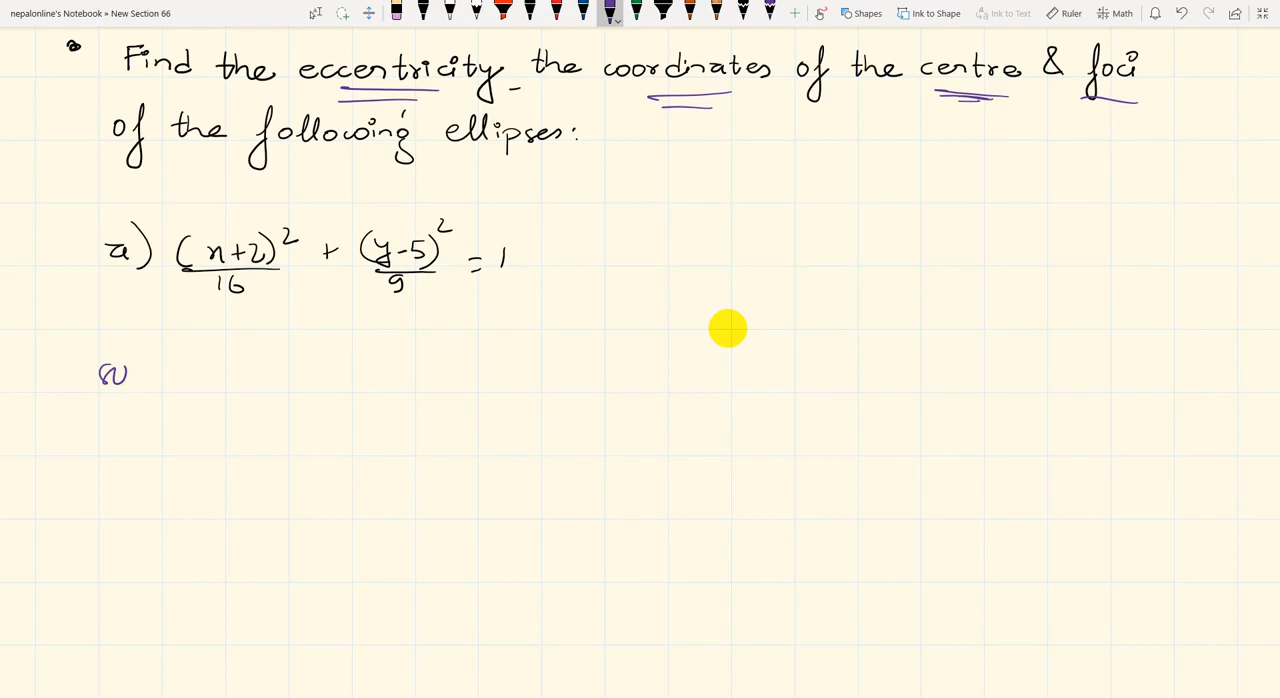 nepalonline's Notebook » New Section 66
Shapes Ink to Shape Ink to Text Ruler Math
Find the eccentricity, the coordinates of the centre & foci
of the following ellipses:
a) (x+2)²/16 + (y-5)²/9 = 1